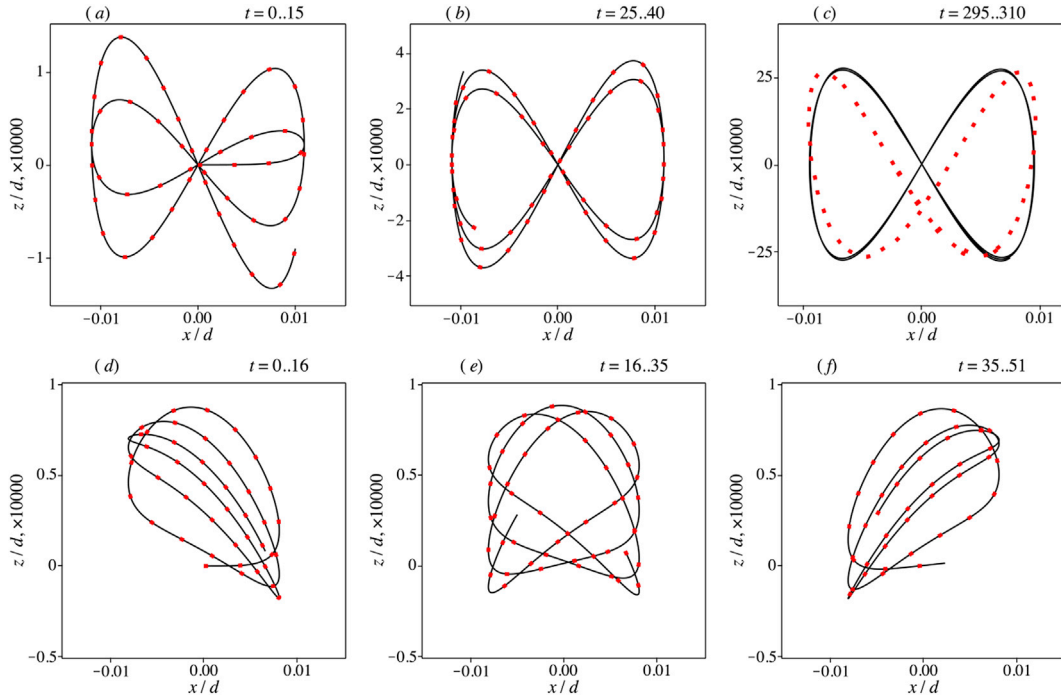 (a) t = 0..15
(b) t = 25..40
(c) t = 295..310
z / d, ×10000
1
0
−1
−0.01 0.00 0.01
x / d
z / d, ×10000
4
2
0
−2
−4
−0.01 0.00 0.01
x / d
z / d, ×10000
25
0
−25
−0.01 0.00 0.01
x / d
(d) t = 0..16
(e) t = 16..35
(f) t = 35..51
z / d, ×10000
1
0.5
0
−0.5
−0.01 0.00 0.01
x / d
z / d, ×10000
1
0.5
0
−0.5
−0.01 0.00 0.01
x / d
z / d, ×10000
1
0.5
0
−0.5
−0.01 0.00 0.01
x / d